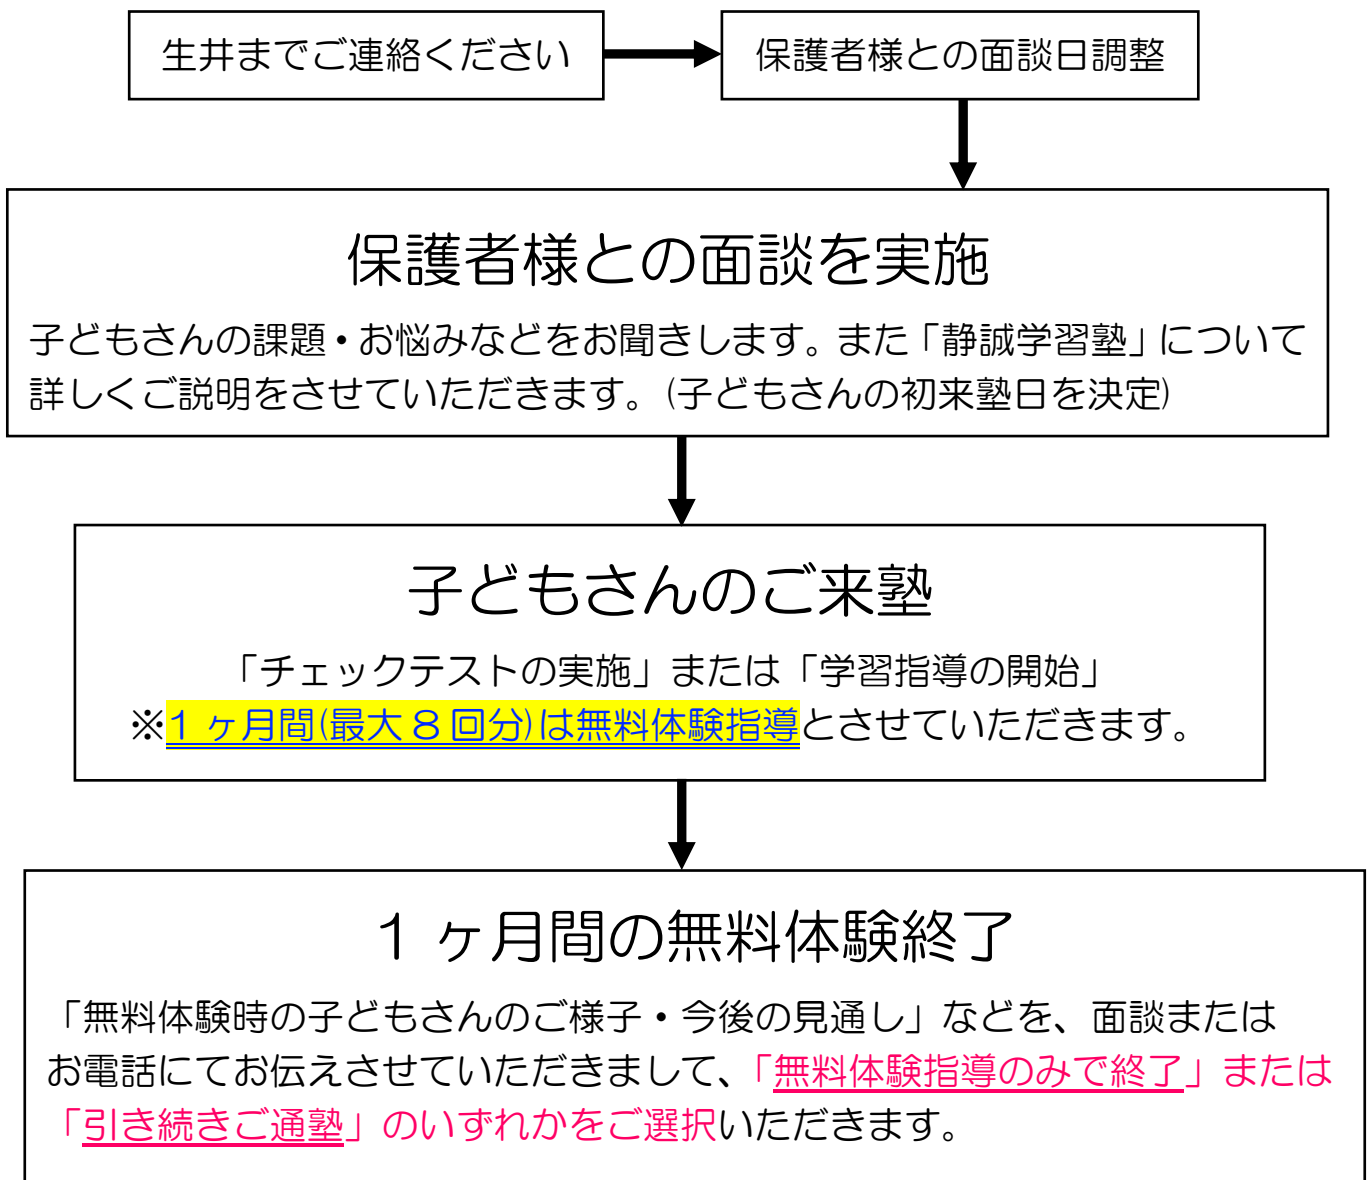 生井までご連絡ください
保護者様との面談日調整
保護者様との面談を実施
子どもさんの課題・お悩みなどをお聞きします。また「静誠学習塾」について
詳しくご説明をさせていただきます。(子どもさんの初来塾日を決定)
子どもさんのご来塾
「チェックテストの実施」または「学習指導の開始」
※１ヶ月間(最大８回分)は無料体験指導とさせていただきます。
１ヶ月間の無料体験終了
「無料体験時の子どもさんのご様子・今後の見通し」などを、面談または
お電話にてお伝えさせていただきまして、「無料体験指導のみで終了」または
「引き続きご通塾」のいずれかをご選択いただきます。